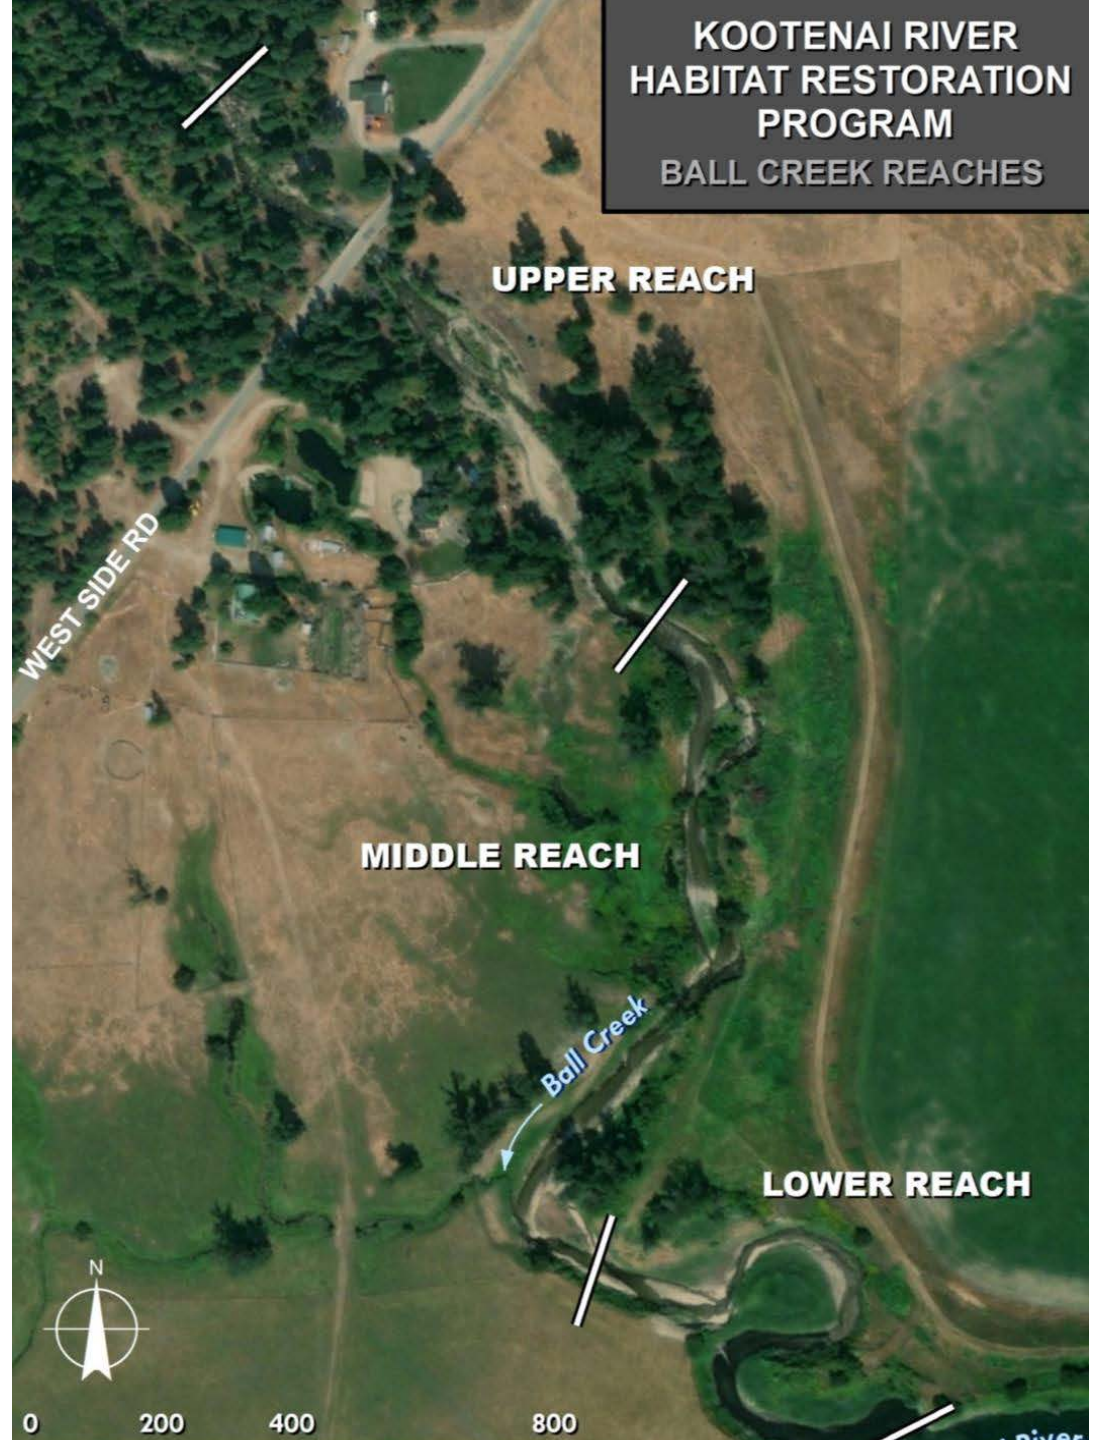 KOOTENAI RIVER
HABITAT RESTORATION
PROGRAM
BALL CREEK REACHES
UPPER REACH
WEST SIDE RD
MIDDLE REACH
Ball Creek
LOWER REACH
N
0 200 400 800
River